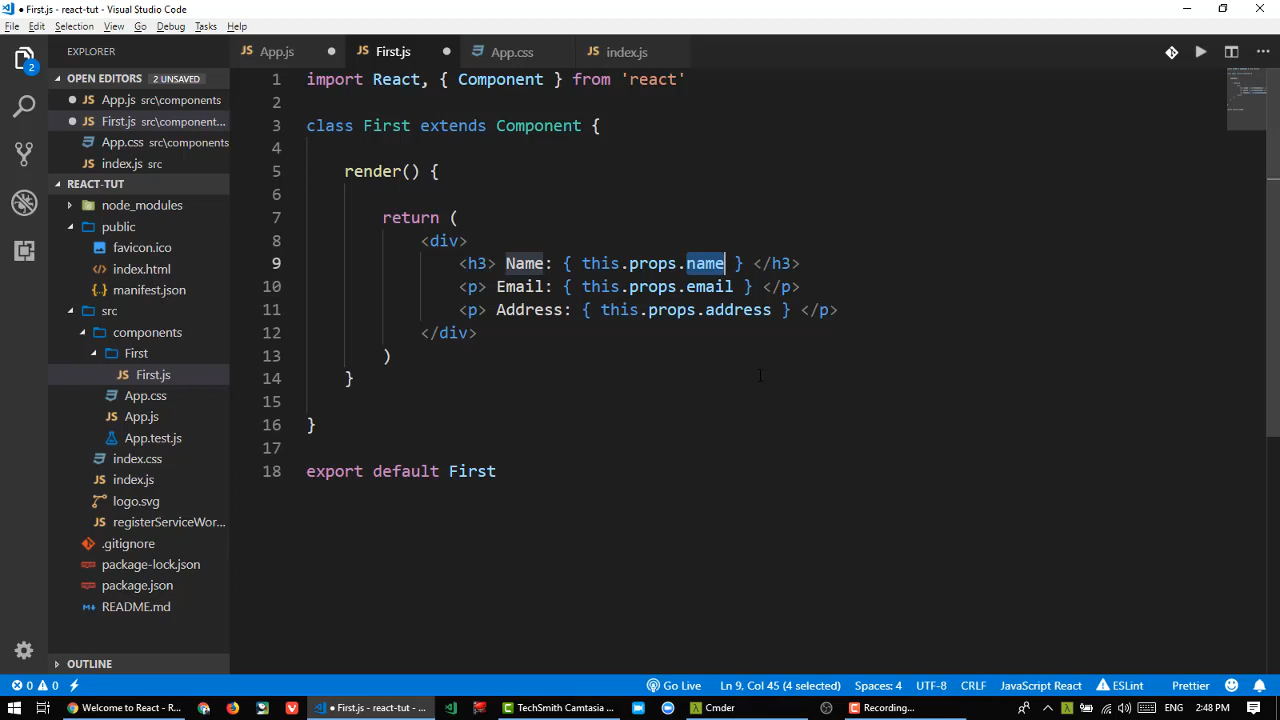 First.js - react-tut - Visual Studio Code
File Edit Selection View Go Debug Tasks Help
EXPLORER
OPEN EDITORS 2 UNSAVED
App.js src\components
First.js src\component...
App.css src\components
index.js src
REACT-TUT
node_modules
public
favicon.ico
index.html
manifest.json
src
components
First
First.js
App.css
App.js
App.test.js
index.css
index.js
logo.svg
registerServiceWor...
.gitignore
package-lock.json
package.json
README.md
OUTLINE
2
JS App.js JS First.js App.css JS index.js
1 import React, { Component } from 'react'
2
3 class First extends Component {
4
5 render() {
6
7 return (
8 <div>
9 <h3> Name: { this.props.name } </h3>
10 <p> Email: { this.props.email } </p>
11 <p> Address: { this.props.address } </p>
12 </div>
13 )
14 }
15
16 }
17
18 export default First
0 0 Go Live Ln 9, Col 45 (4 selected) Spaces: 4 UTF-8 CRLF JavaScript React ESLint Prettier
Welcome to React - R... First.js - react-tut - ... TechSmith Camtasia ... Cmder Recording... 2:48 PM